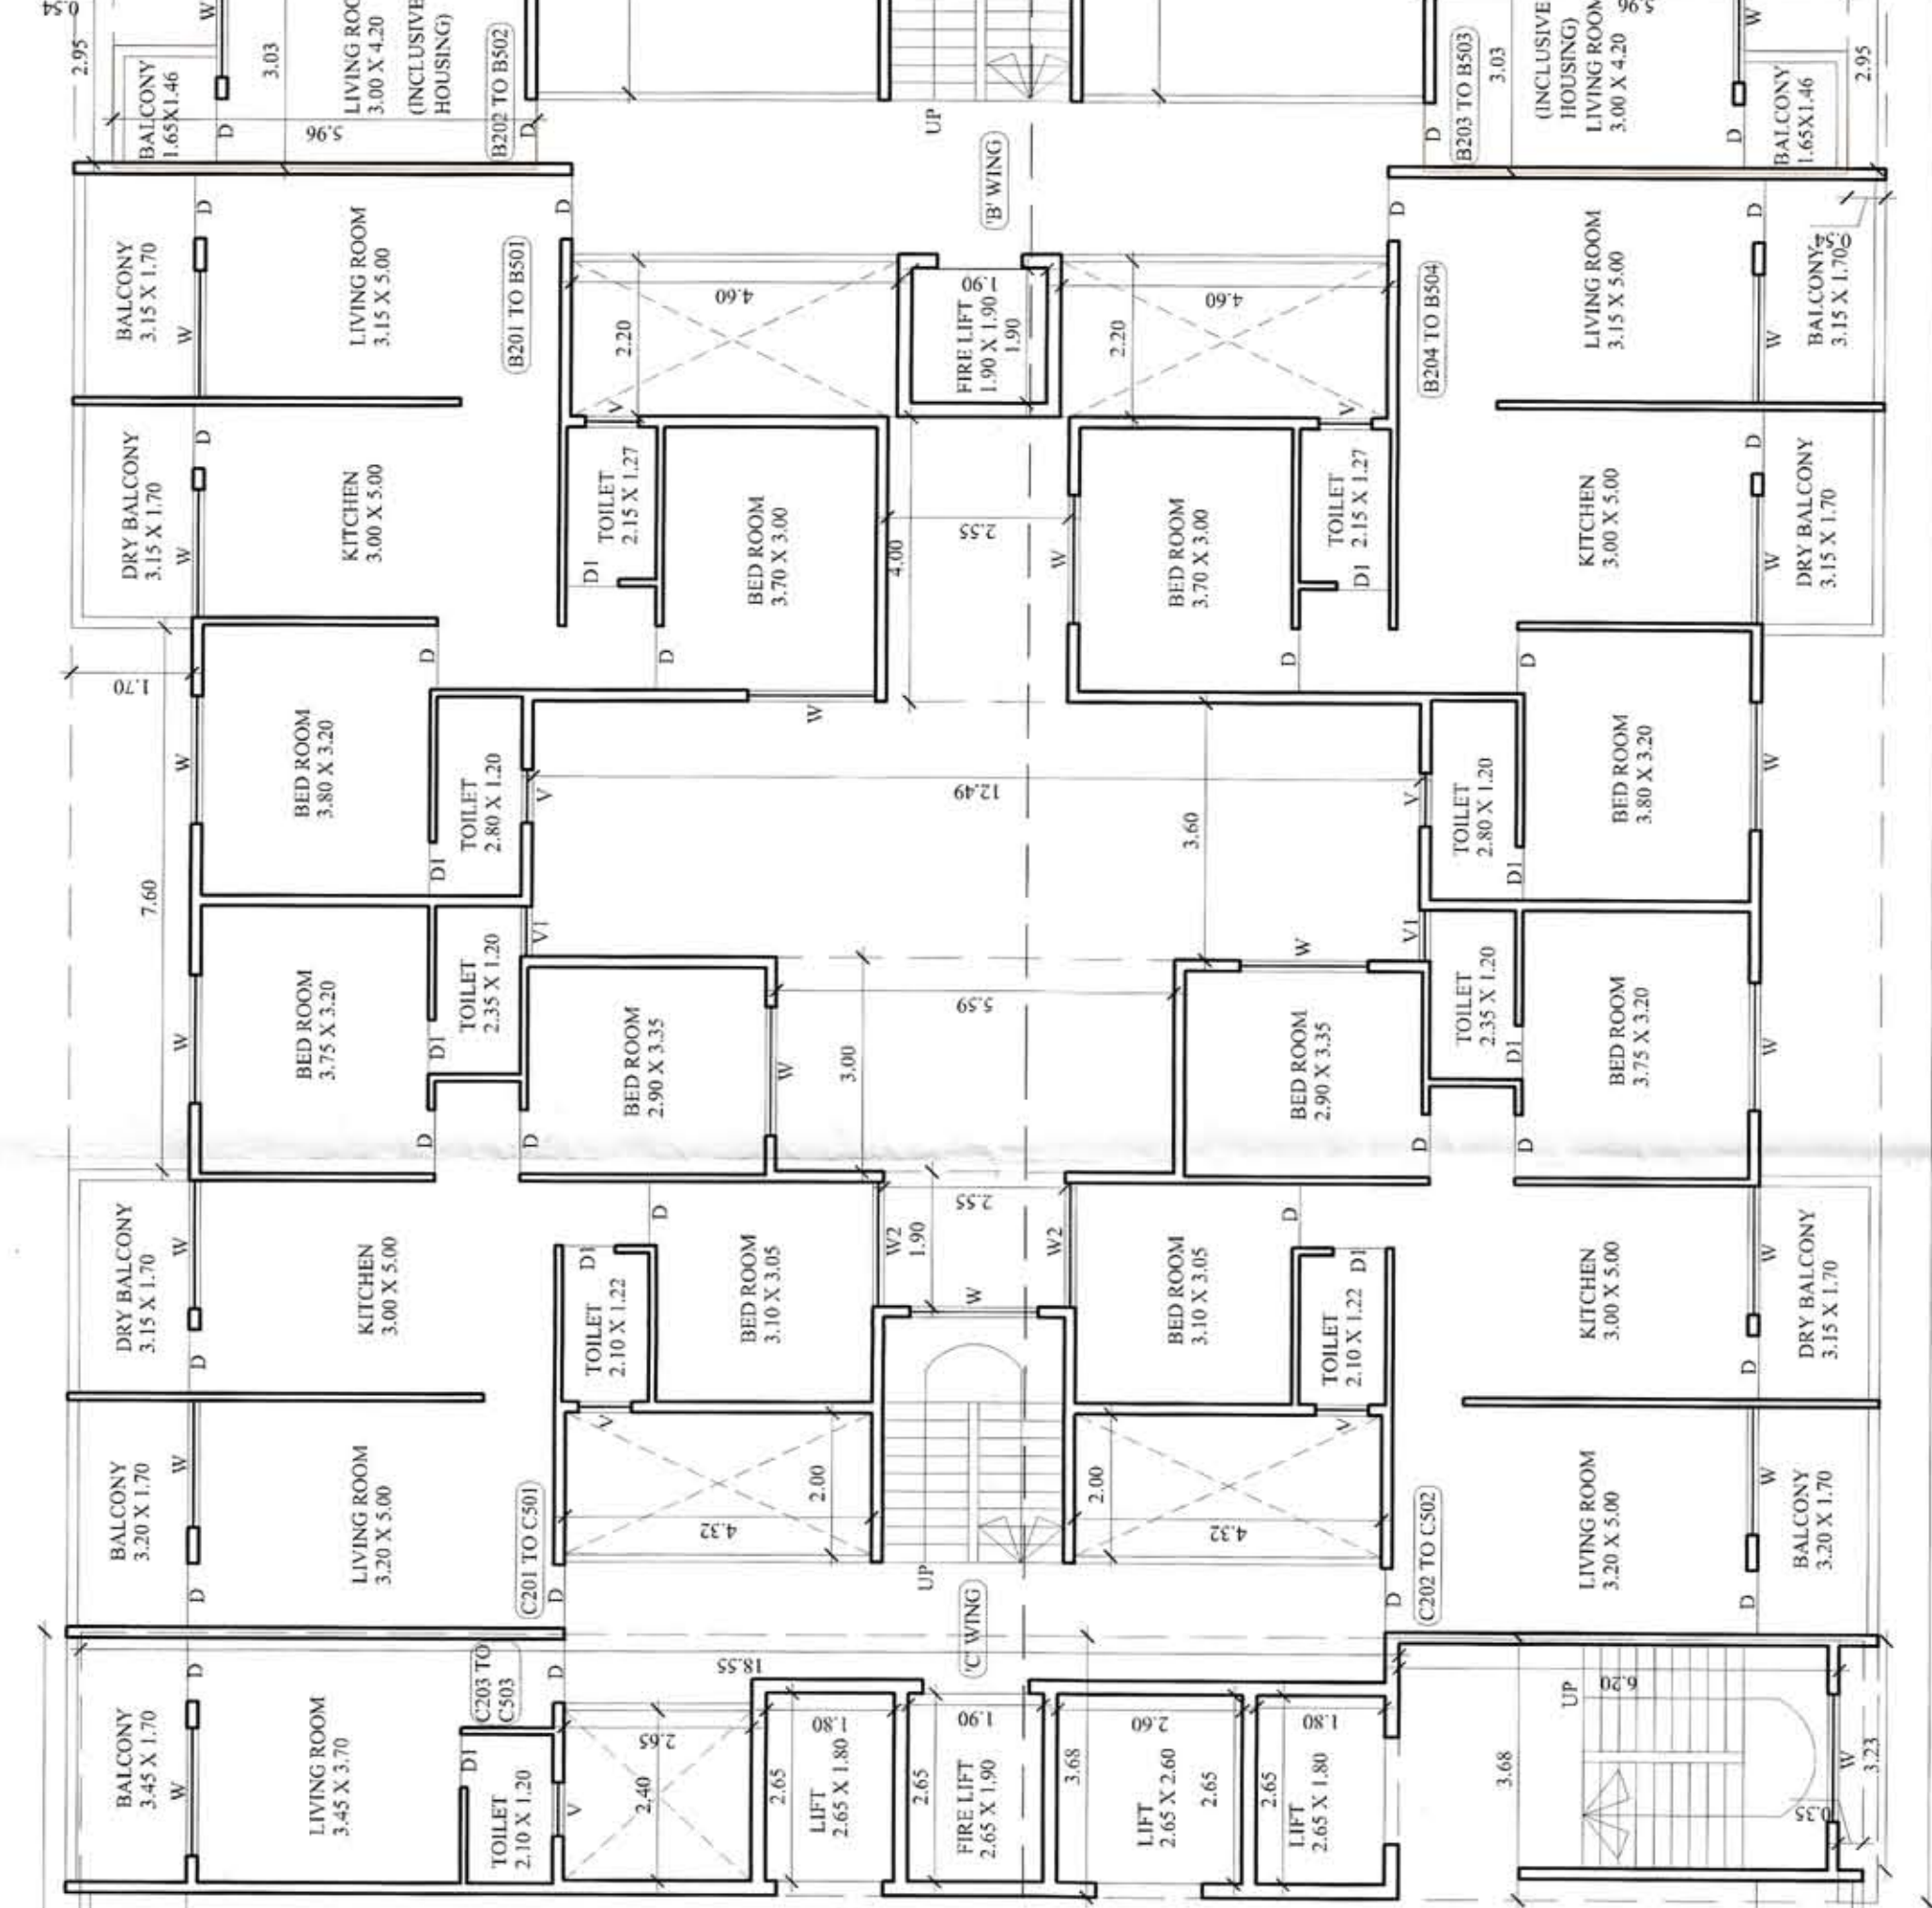 0.54
2.95
BALCONY
1.65X1.46
W
D
3.03
5.96
LIVING ROO
3.00 X 4.20
(INCLUSIVE
HOUSING)
B202 TO B502
D
UP
'B' WING
B203 TO B503
D
3.03
(INCLUSIVE
HOUSING)
LIVING ROOM
3.00 X 4.20
5.96
W
D
BALCONY
1.65X1.46
2.95
BALCONY
3.15 X 1.70
D
W
LIVING ROOM
3.15 X 5.00
B201 TO B501
D
2.20
4.60
FIRE LIFT
1.90 X 1.90
1.90
1.90
2.20
4.60
D
B204 TO B504
LIVING ROOM
3.15 X 5.00
D
W
BALCONY
3.15 X 1.70
0.54
DRY BALCONY
3.15 X 1.70
D
W
KITCHEN
3.00 X 5.00
V
TOILET
2.15 X 1.27
D1
BED ROOM
3.70 X 3.00
4.00
2.55
W
BED ROOM
3.70 X 3.00
V
TOILET
2.15 X 1.27
D1
KITCHEN
3.00 X 5.00
D
W
DRY BALCONY
3.15 X 1.70
1.70
D
D
W
D
D
7.60
W
BED ROOM
3.80 X 3.20
TOILET
2.80 X 1.20
D1
V
12.49
3.60
V
TOILET
2.80 X 1.20
D1
BED ROOM
3.80 X 3.20
W
W
BED ROOM
3.75 X 3.20
TOILET
2.35 X 1.20
D1
V1
BED ROOM
2.90 X 3.35
W
3.00
5.59
W
BED ROOM
2.90 X 3.35
V1
TOILET
2.35 X 1.20
D1
BED ROOM
3.75 X 3.20
W
D
D
D
D
DRY BALCONY
3.15 X 1.70
W
D
KITCHEN
3.00 X 5.00
D1
TOILET
2.10 X 1.22
D
BED ROOM
3.10 X 3.05
W2
1.90
2.55
W
W2
BED ROOM
3.10 X 3.05
D
TOILET
2.10 X 1.22
D1
KITCHEN
3.00 X 5.00
W
D
DRY BALCONY
3.15 X 1.70
BALCONY
3.20 X 1.70
W
D
LIVING ROOM
3.20 X 5.00
C201 TO C501
D
V
4.32
2.00
UP
'C' WING
2.00
4.32
V
D
C202 TO C502
LIVING ROOM
3.20 X 5.00
W
D
BALCONY
3.20 X 1.70
BALCONY
3.45 X 1.70
D
W
LIVING ROOM
3.45 X 3.70
C203 TO
C503
D
D1
TOILET
2.10 X 1.20
V
2.65
2.40
18.55
2.65
LIFT
2.65 X 1.80
1.80
2.65
FIRE LIFT
2.65 X 1.90
1.90
3.68
LIFT
2.65 X 2.60
2.60
2.65
2.65
LIFT
2.65 X 1.80
1.80
3.68
UP
6.20
0.35
W
3.23